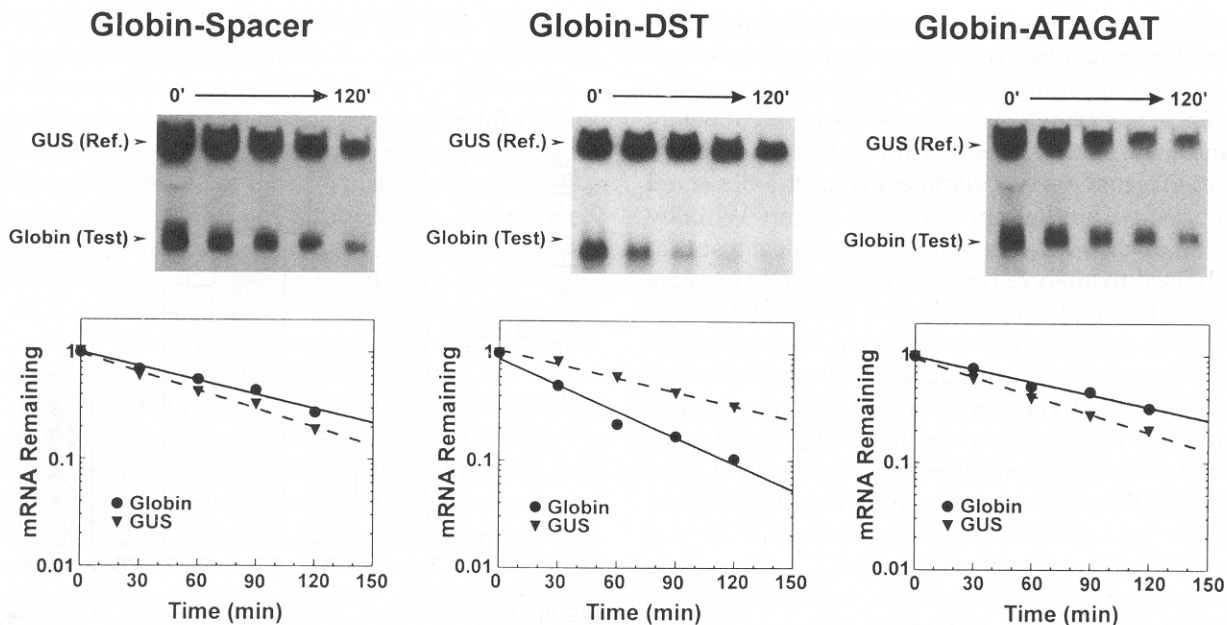 Globin-Spacer
0' 120'
GUS (Ref.)
Globin (Test)
mRNA Remaining
1
0.1
0.01
Globin
GUS
0 30 60 90 120 150
Time (min)
Globin-DST
0' 120'
GUS (Ref.)
Globin (Test)
mRNA Remaining
1
0.1
0.01
Globin
GUS
0 30 60 90 120 150
Time (min)
Globin-ATAGAT
0' 120'
GUS (Ref.)
Globin (Test)
mRNA Remaining
1
0.1
0.01
Globin
GUS
0 30 60 90 120 150
Time (min)